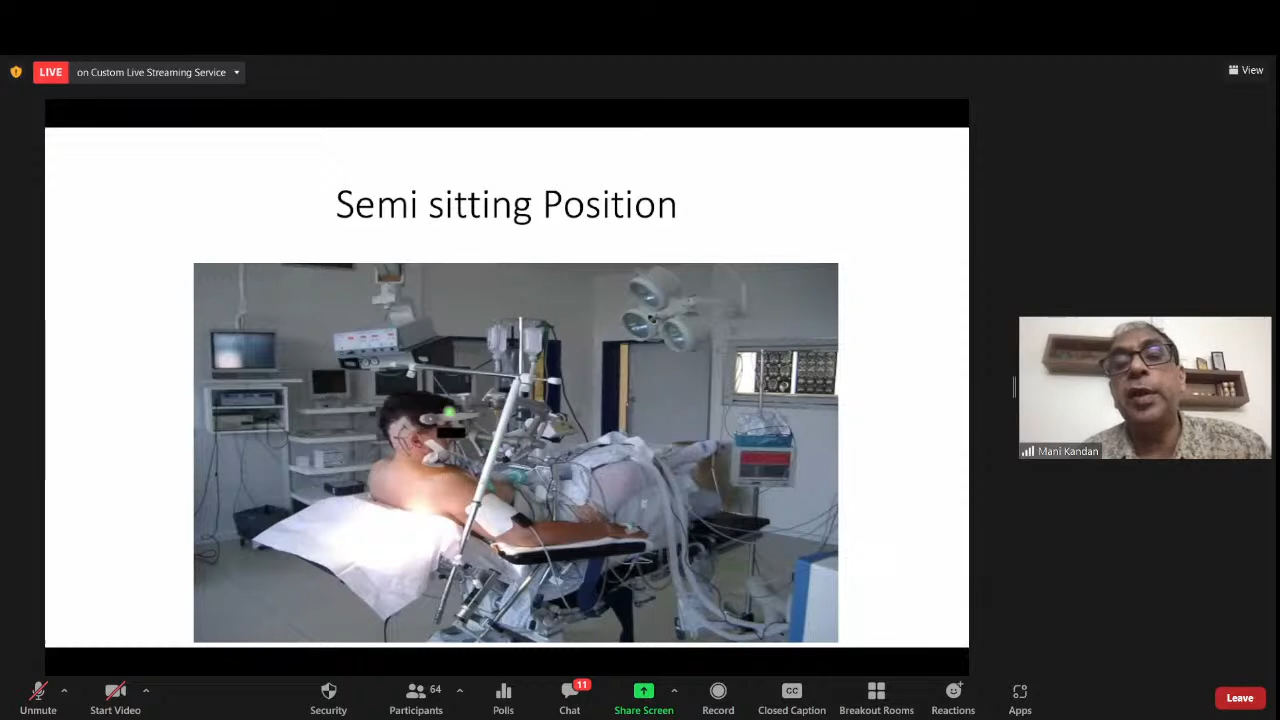 LIVE
on Custom Live Streaming Service
View
Semi sitting Position
Mani Kandan
Unmute
Start Video
Security
64
Participants
Polls
11
Chat
Share Screen
Record
CC
Closed Caption
Breakout Rooms
Reactions
Apps
Leave